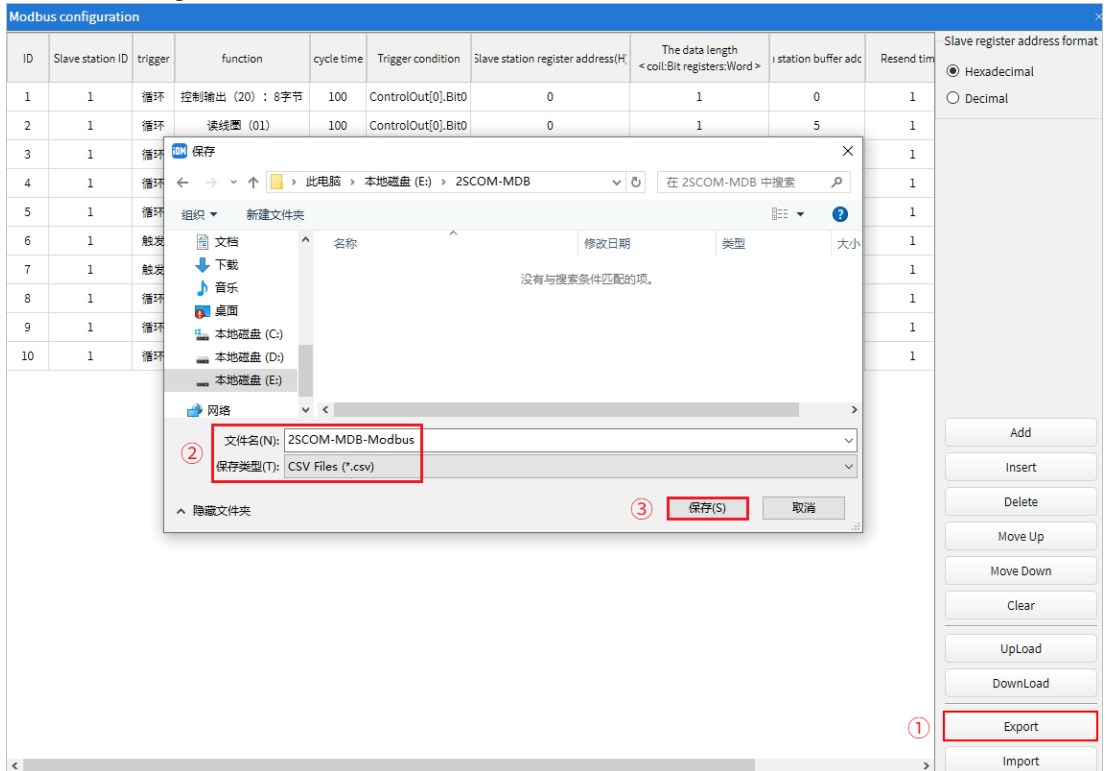 Modbus configuration
ID Slave station ID trigger function cycle time Trigger condition Slave station register address(H The data length <coil:Bit registers:Word> station buffer adc Resend tim
1 1 循环 控制输出（20）：8字节 100 ControlOut[0].Bit0 0 1 0 1
2 1 循环 读线圈（01） 100 ControlOut[0].Bit0 0 1 5 1
3 1 循环 1
4 1 循环 1
5 1 循环 1
6 1 触发 1
7 1 触发 1
8 1 循环 1
9 1 循环 1
10 1 循环 1
Slave register address format
Hexadecimal
Decimal
保存
此电脑 › 本地磁盘 (E:) › 2SCOM-MDB
在 2SCOM-MDB 中搜索
组织 新建文件夹
文档
下载
音乐
桌面
本地磁盘 (C:)
本地磁盘 (D:)
本地磁盘 (E:)
网络
名称 修改日期 类型 大小
没有与搜索条件匹配的项。
② 文件名(N): 2SCOM-MDB-Modbus
保存类型(T): CSV Files (*.csv)
隐藏文件夹
③ 保存(S) 取消
Add
Insert
Delete
Move Up
Move Down
Clear
UpLoad
DownLoad
① Export
Import